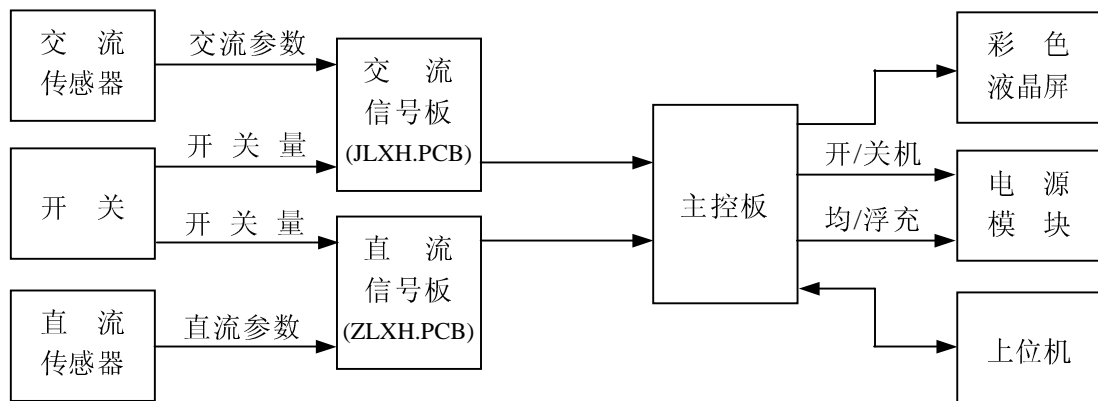 交 流
传感器
交流参数
开 关
开 关 量
开 关 量
直 流
传感器
直流参数
交 流
信号板
(JLXH.PCB)
直 流
信号板
(ZLXH.PCB)
主控板
开/关机
均/浮充
彩 色
液晶屏
电 源
模 块
上位机